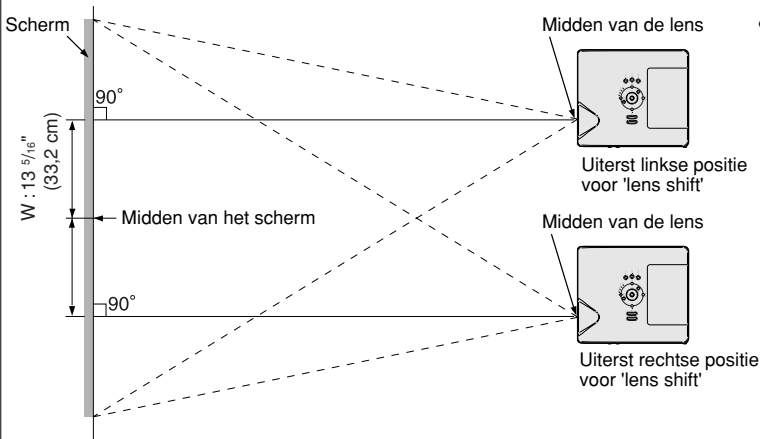 Scherm
Midden van de lens
90°
Uiterst linkse positie
voor 'lens shift'
W : 13 5/16"
(33,2 cm)
Midden van het scherm
Midden van de lens
90°
Uiterst rechtse positie
voor 'lens shift'